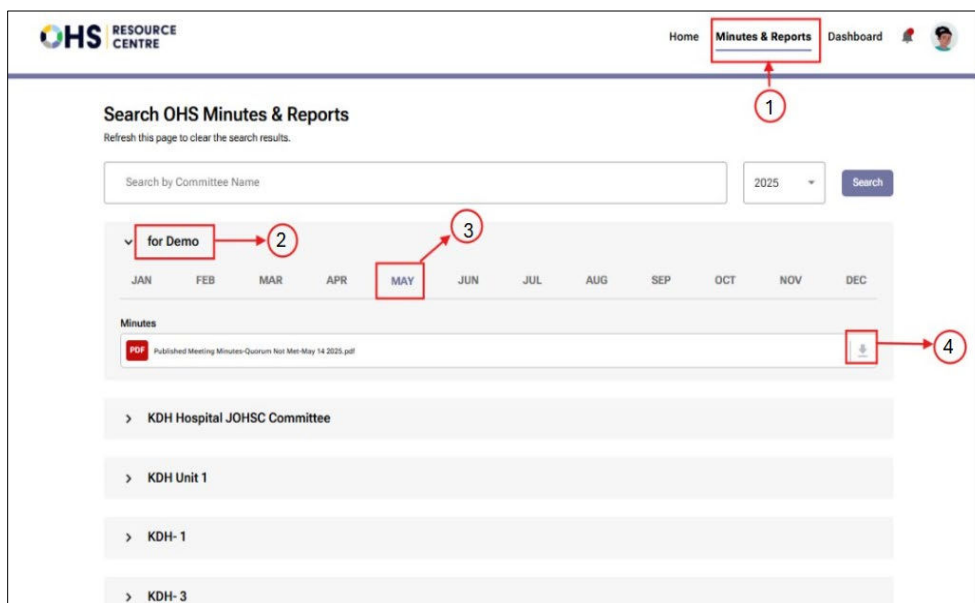 OHS RESOURCE CENTRE
Home Minutes & Reports Dashboard
1
Search OHS Minutes & Reports
Refresh this page to clear the search results.
Search by Committee Name 2025 Search
for Demo 2 3
JAN FEB MAR APR MAY JUN JUL AUG SEP OCT NOV DEC
Minutes
PDF Published Meeting Minutes-Quorum Not Met-May 14 2025.pdf 4
KDH Hospital JOHSC Committee
KDH Unit 1
KDH- 1
KDH- 3